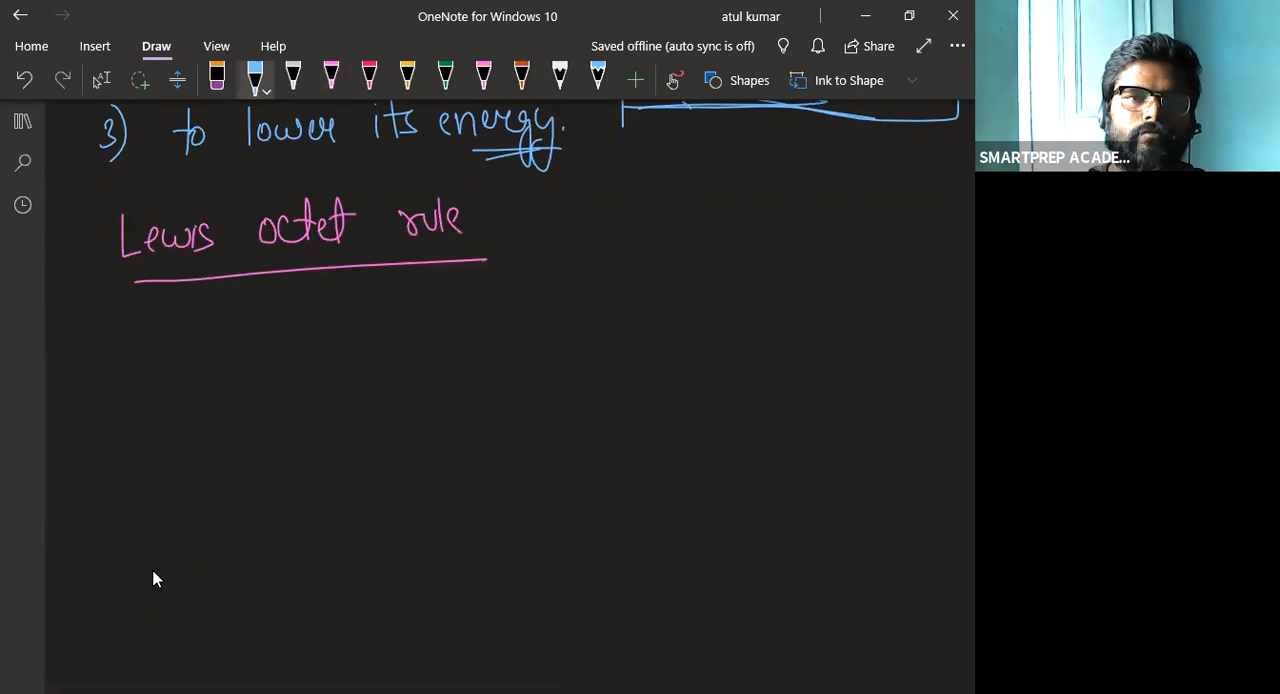 OneNote for Windows 10
atul kumar
Home Insert Draw View Help
Saved offline (auto sync is off)
Share
Shapes
Ink to Shape
3) to lower its energy.
Lewis octet rule
SMARTPREP ACADE...